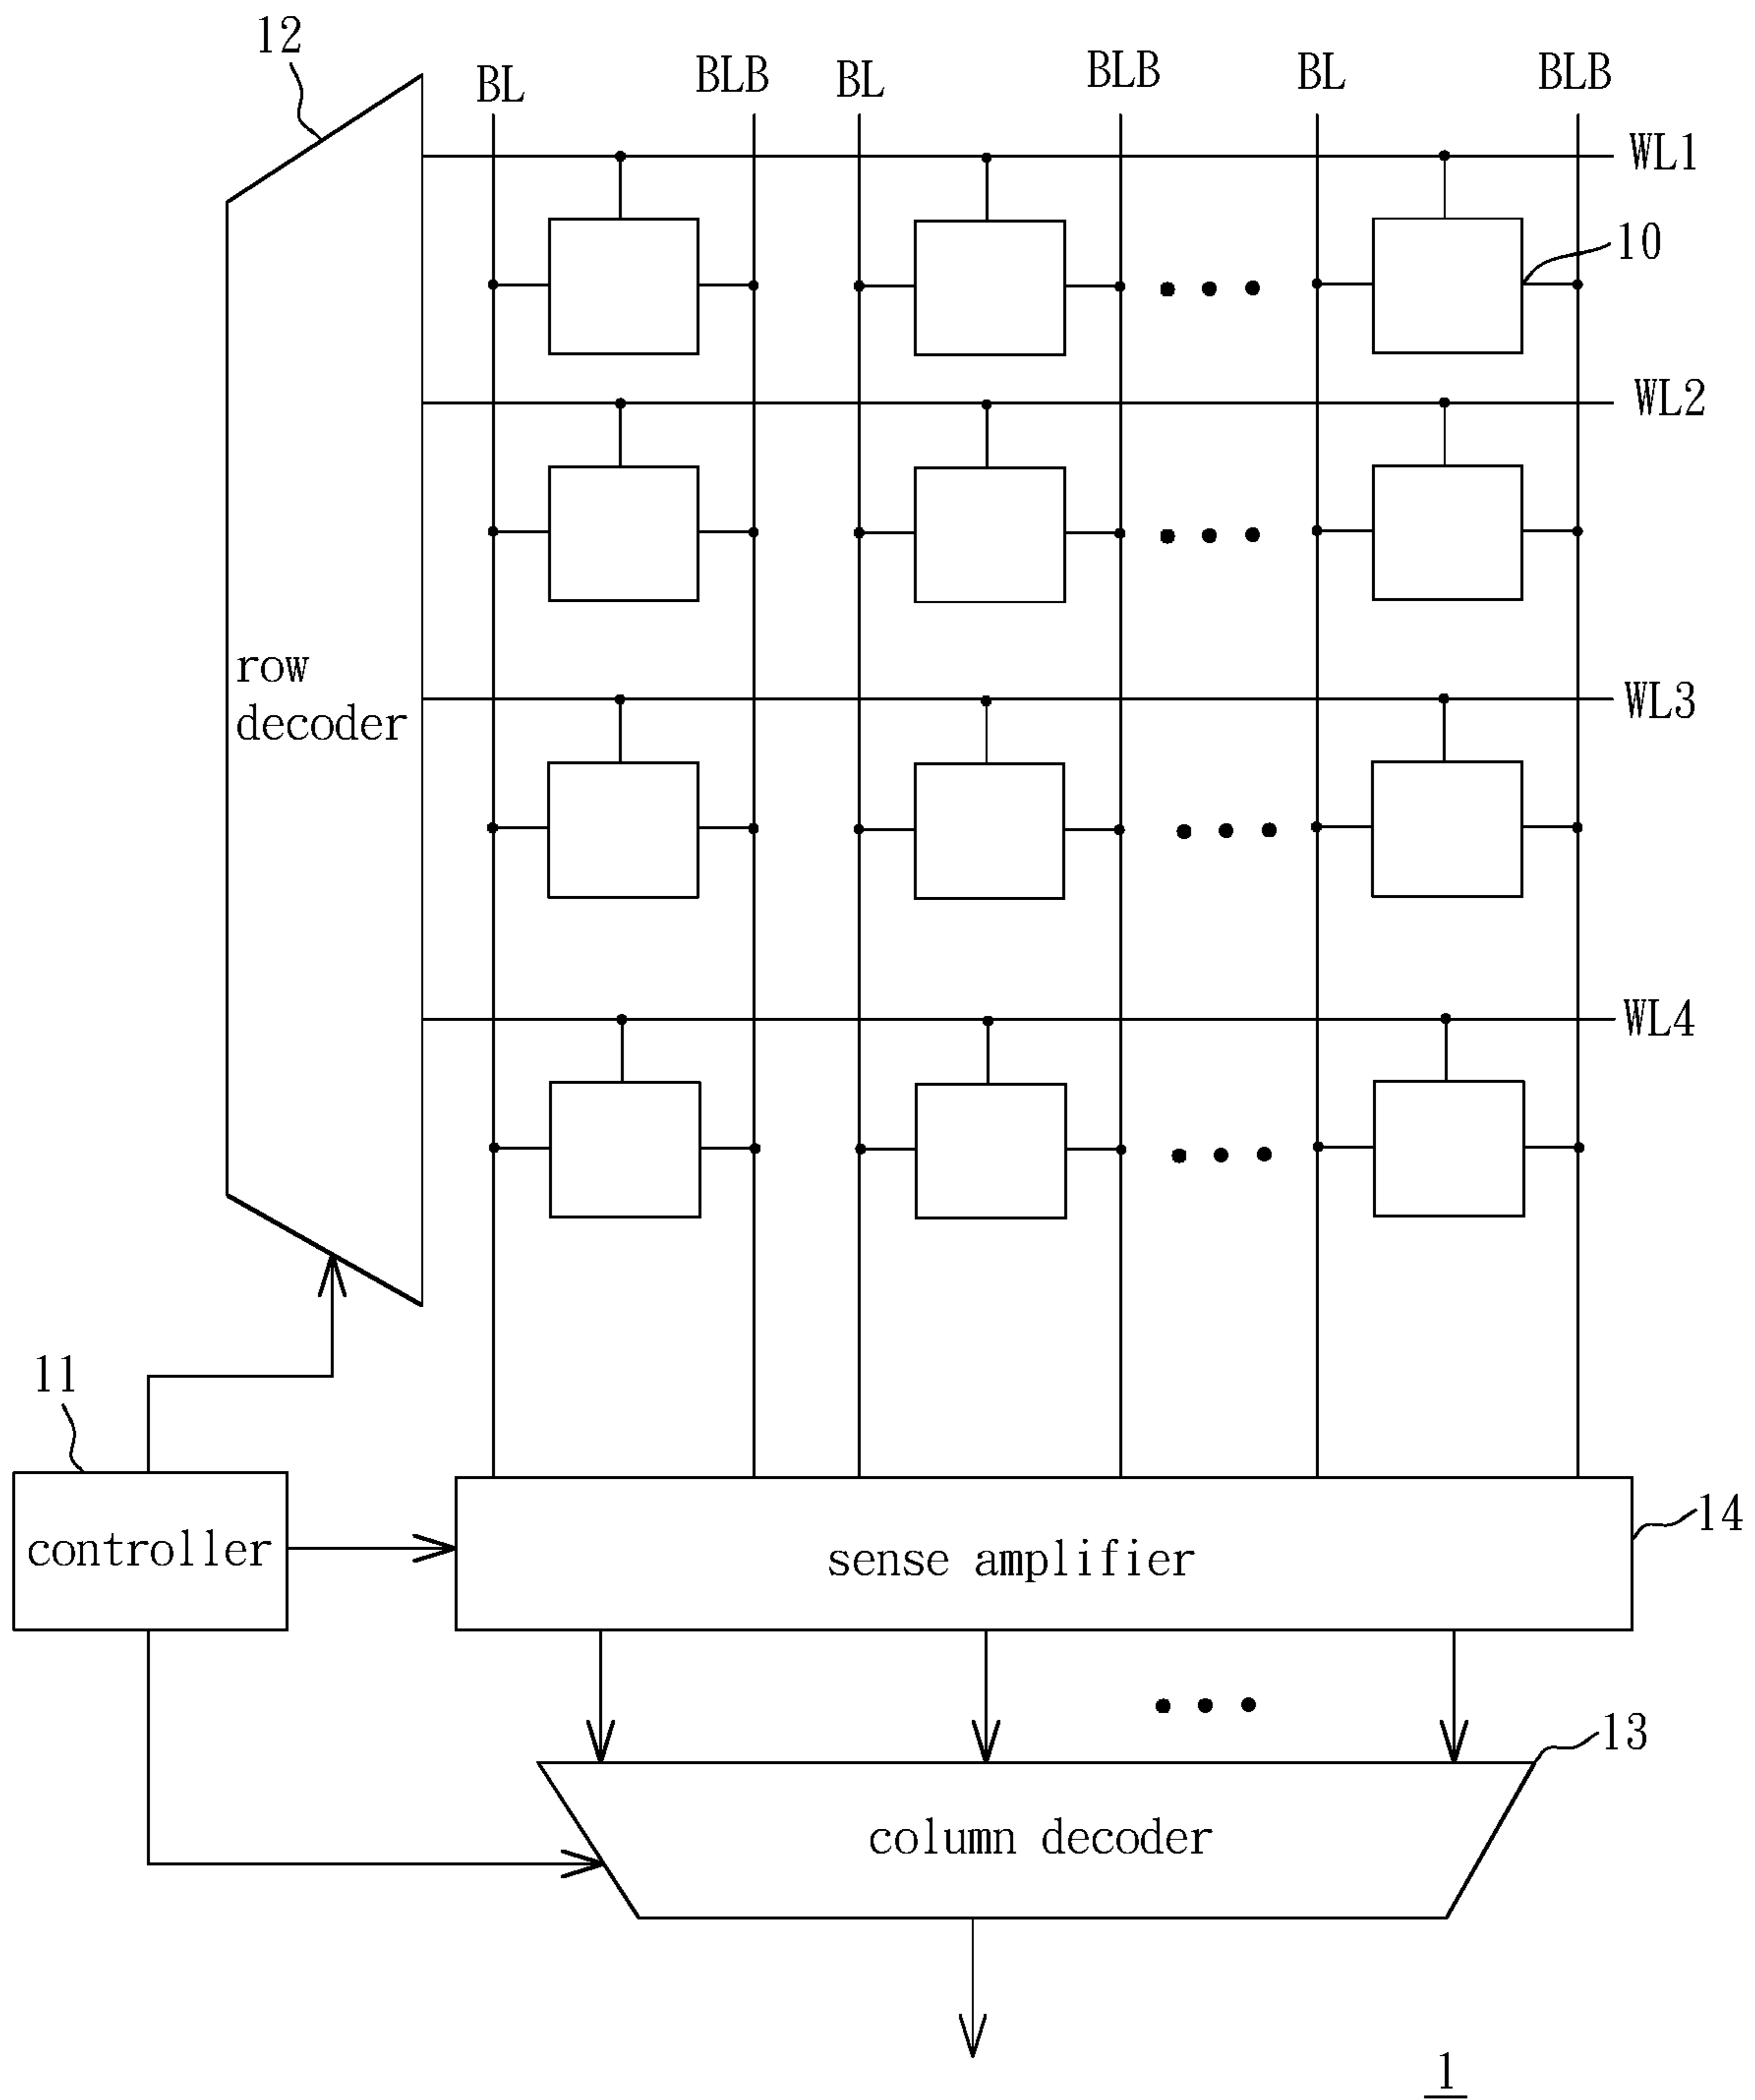 12
BL
BLB
BL
BLB
BL
BLB
WL1
10
WL2
row
decoder
WL3
WL4
11
controller
sense amplifier
14
13
column decoder
1